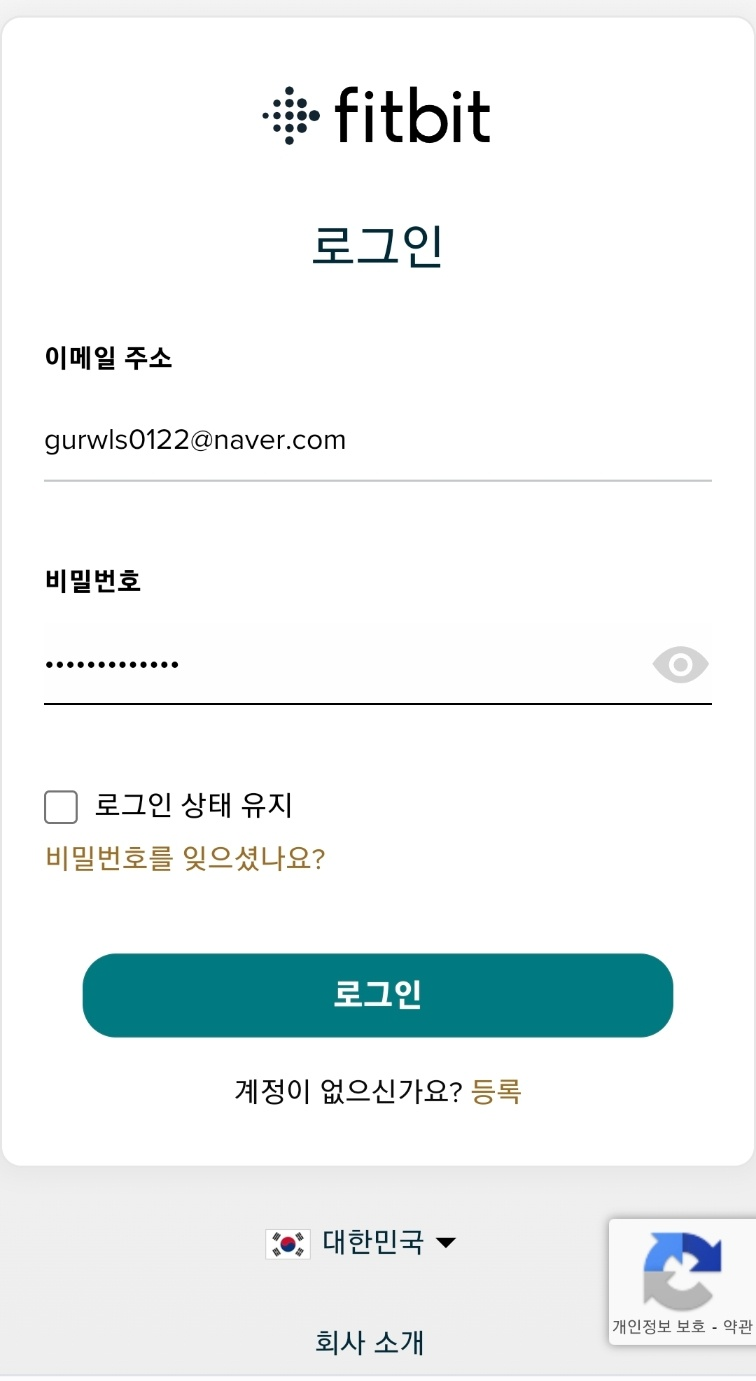 fitbit
로그인
이메일 주소
gurwls0122@naver.com
비밀번호
•••••••••••••
로그인 상태 유지
비밀번호를 잊으셨나요?
로그인
계정이 없으신가요? 등록
대한민국
개인정보 보호 - 약관
회사 소개